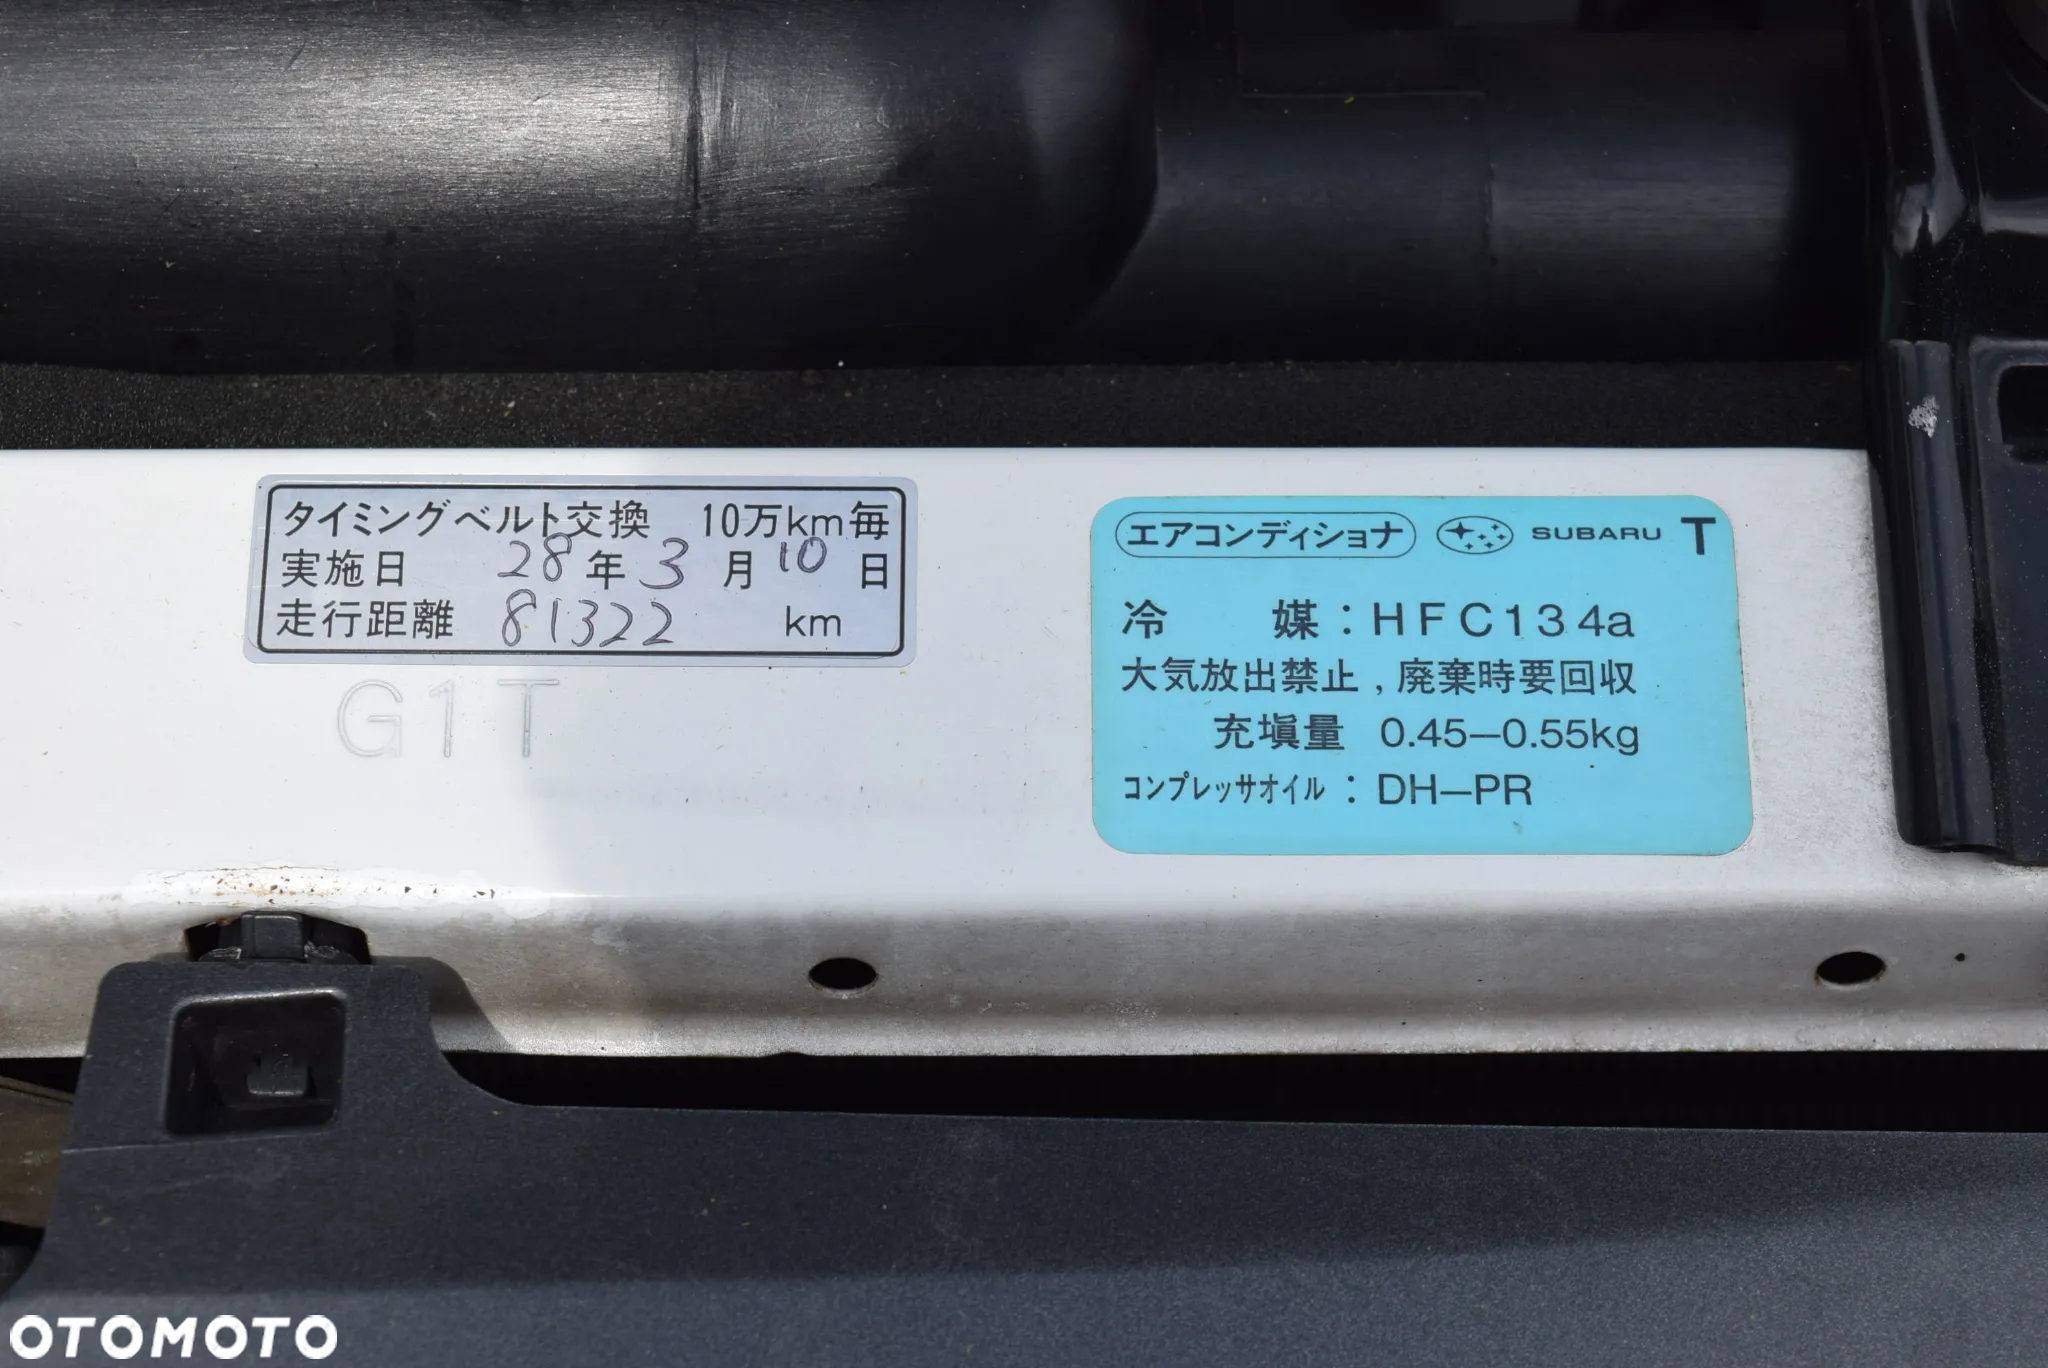 タイミングベルト交換 10万km毎
実施日 28年3月10日
走行距離 81322 km
G1T
エアコンディショナ SUBARU T
冷 媒：HFC134a
大気放出禁止，廃棄時要回収
充塡量 0.45−0.55kg
コンプレッサオイル：DH−PR
OTOMOTO